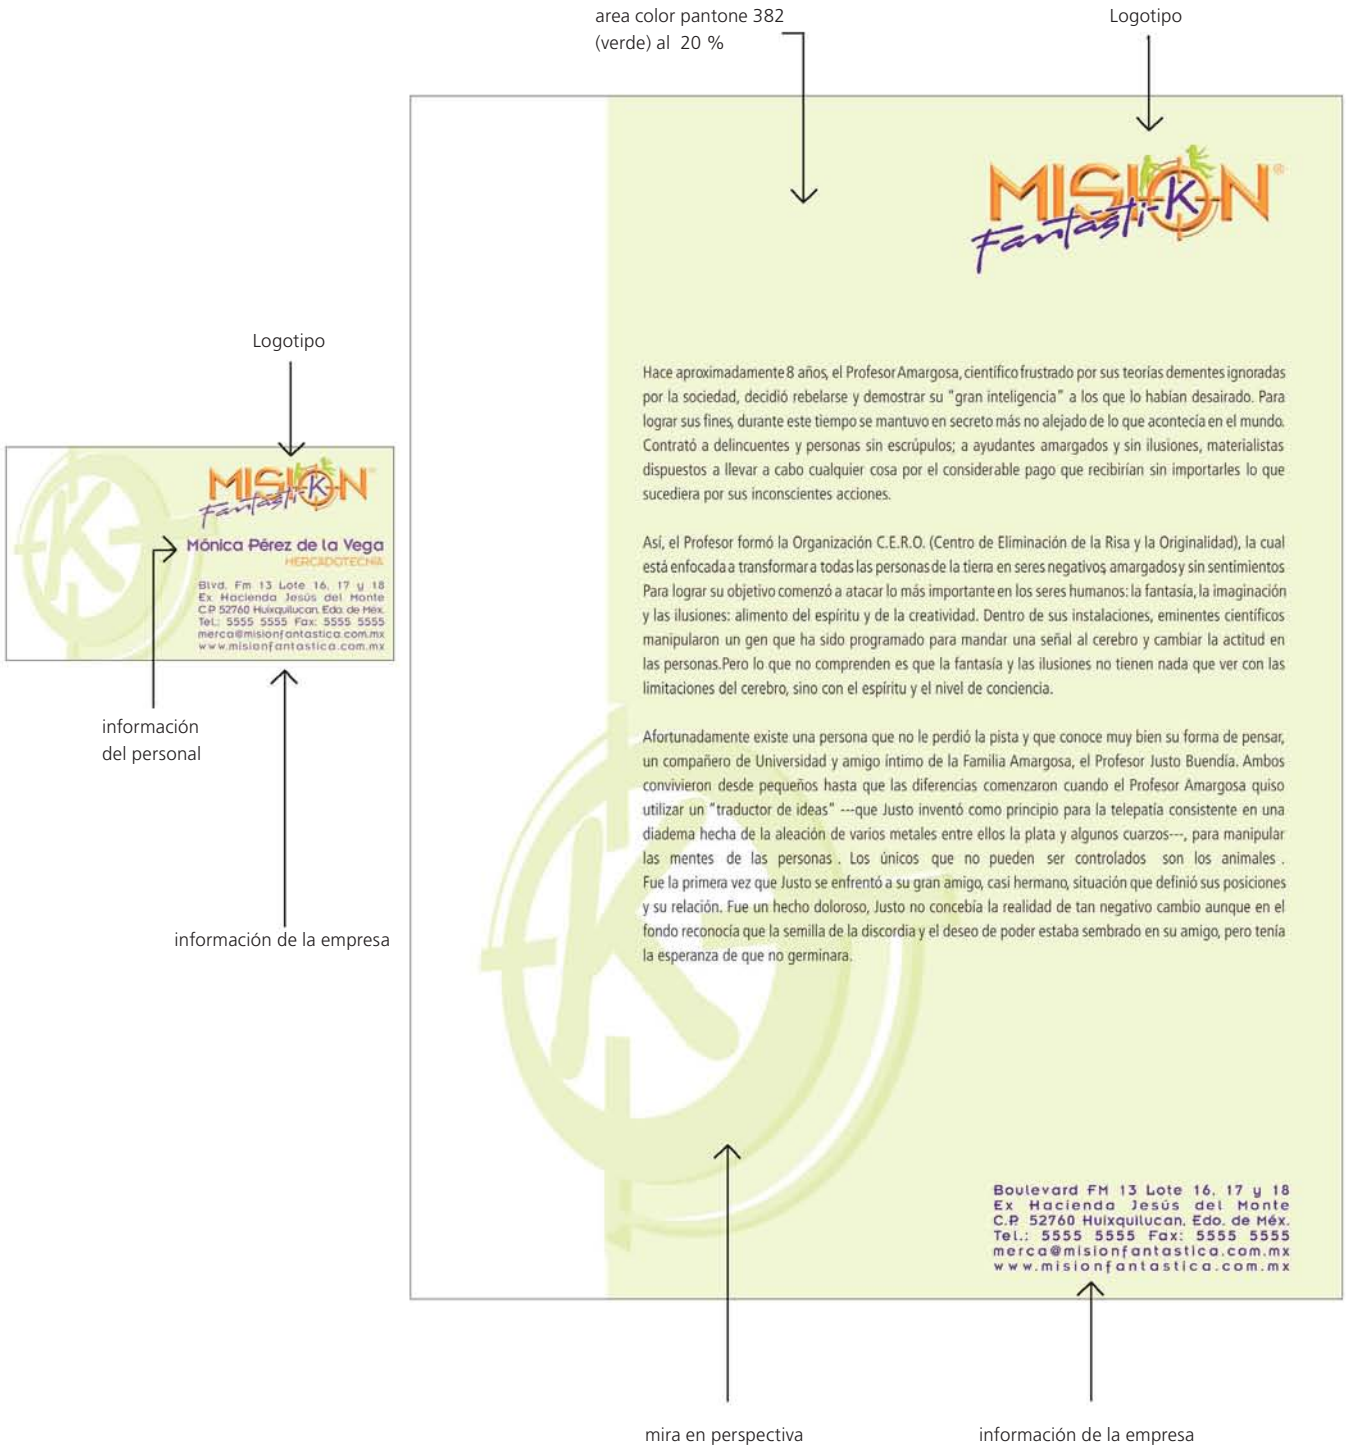 area color pantone 382
(verde) al 20 %
Logotipo
MISION ®
Fantásti-K
Hace aproximadamente 8 años, el Profesor Amargosa, científico frustrado por sus teorías dementes ignoradas
por la sociedad, decidió rebelarse y demostrar su "gran inteligencia" a los que lo habían desairado. Para
lograr sus fines, durante este tiempo se mantuvo en secreto más no alejado de lo que acontecía en el mundo.
Contrató a delincuentes y personas sin escrúpulos; a ayudantes amargados y sin ilusiones, materialistas
dispuestos a llevar a cabo cualquier cosa por el considerable pago que recibirían sin importarles lo que
sucediera por sus inconscientes acciones.
Así, el Profesor formó la Organización C.E.R.O. (Centro de Eliminación de la Risa y la Originalidad), la cual
está enfocada a transformar a todas las personas de la tierra en seres negativos, amargados y sin sentimientos
Para lograr su objetivo comenzó a atacar lo más importante en los seres humanos: la fantasía, la imaginación
y las ilusiones: alimento del espíritu y de la creatividad. Dentro de sus instalaciones, eminentes científicos
manipularon un gen que ha sido programado para mandar una señal al cerebro y cambiar la actitud en
las personas.Pero lo que no comprenden es que la fantasía y las ilusiones no tienen nada que ver con las
limitaciones del cerebro, sino con el espíritu y el nivel de conciencia.
Afortunadamente existe una persona que no le perdió la pista y que conoce muy bien su forma de pensar,
un compañero de Universidad y amigo íntimo de la Familia Amargosa, el Profesor Justo Buendía. Ambos
convivieron desde pequeños hasta que las diferencias comenzaron cuando el Profesor Amargosa quiso
utilizar un "traductor de ideas" ---que Justo inventó como principio para la telepatía consistente en una
diadema hecha de la aleación de varios metales entre ellos la plata y algunos cuarzos---, para manipular
las mentes de las personas . Los únicos que no pueden ser controlados son los animales .
Fue la primera vez que Justo se enfrentó a su gran amigo, casi hermano, situación que definió sus posiciones
y su relación. Fue un hecho doloroso, Justo no concebía la realidad de tan negativo cambio aunque en el
fondo reconocía que la semilla de la discordia y el deseo de poder estaba sembrado en su amigo, pero tenía
la esperanza de que no germinara.
K
Boulevard FM 13 Lote 16, 17 y 18
Ex Hacienda Jesús del Monte
C.P. 52760 Huixquilucan, Edo. de Méx.
Tel.: 5555 5555 Fax: 5555 5555
merca@misionfantastica.com.mx
www.misionfantastica.com.mx
Logotipo
K
MISION
Fantásti-K
Mónica Pérez de la Vega
MERCADOTECNIA
Blvd. Fm 13 Lote 16, 17 y 18
Ex Hacienda Jesús del Monte
C.P. 52760 Huixquilucan, Edo. de Méx.
Tel.: 5555 5555 Fax: 5555 5555
merca@misionfantastica.com.mx
www.misionfantastica.com.mx
información
del personal
información de la empresa
mira en perspectiva
información de la empresa